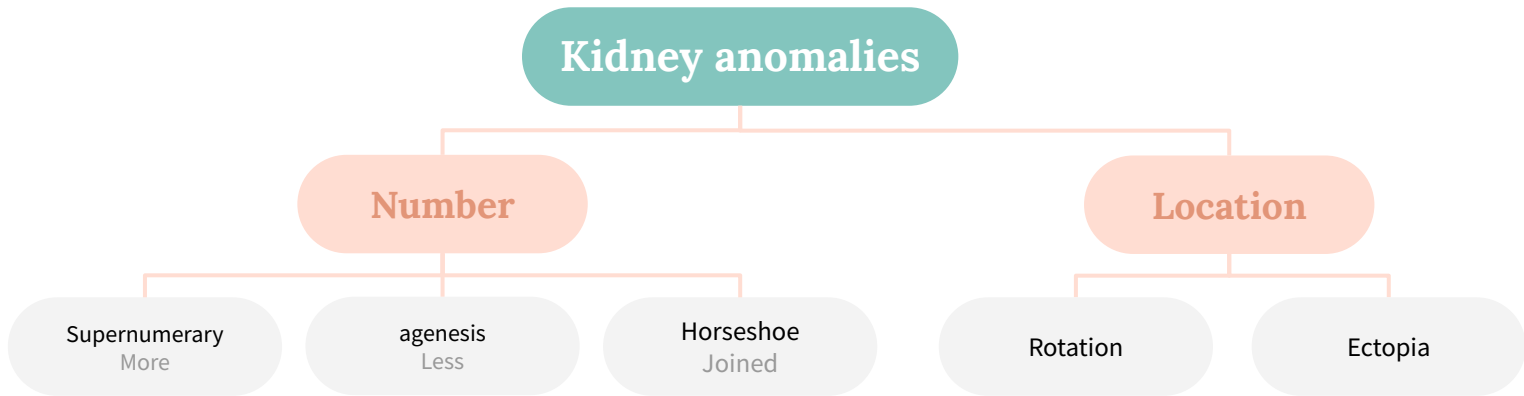 Kidney anomalies
Number
Location
Supernumerary
More
agenesis
Less
Horseshoe
Joined
Rotation
Ectopia